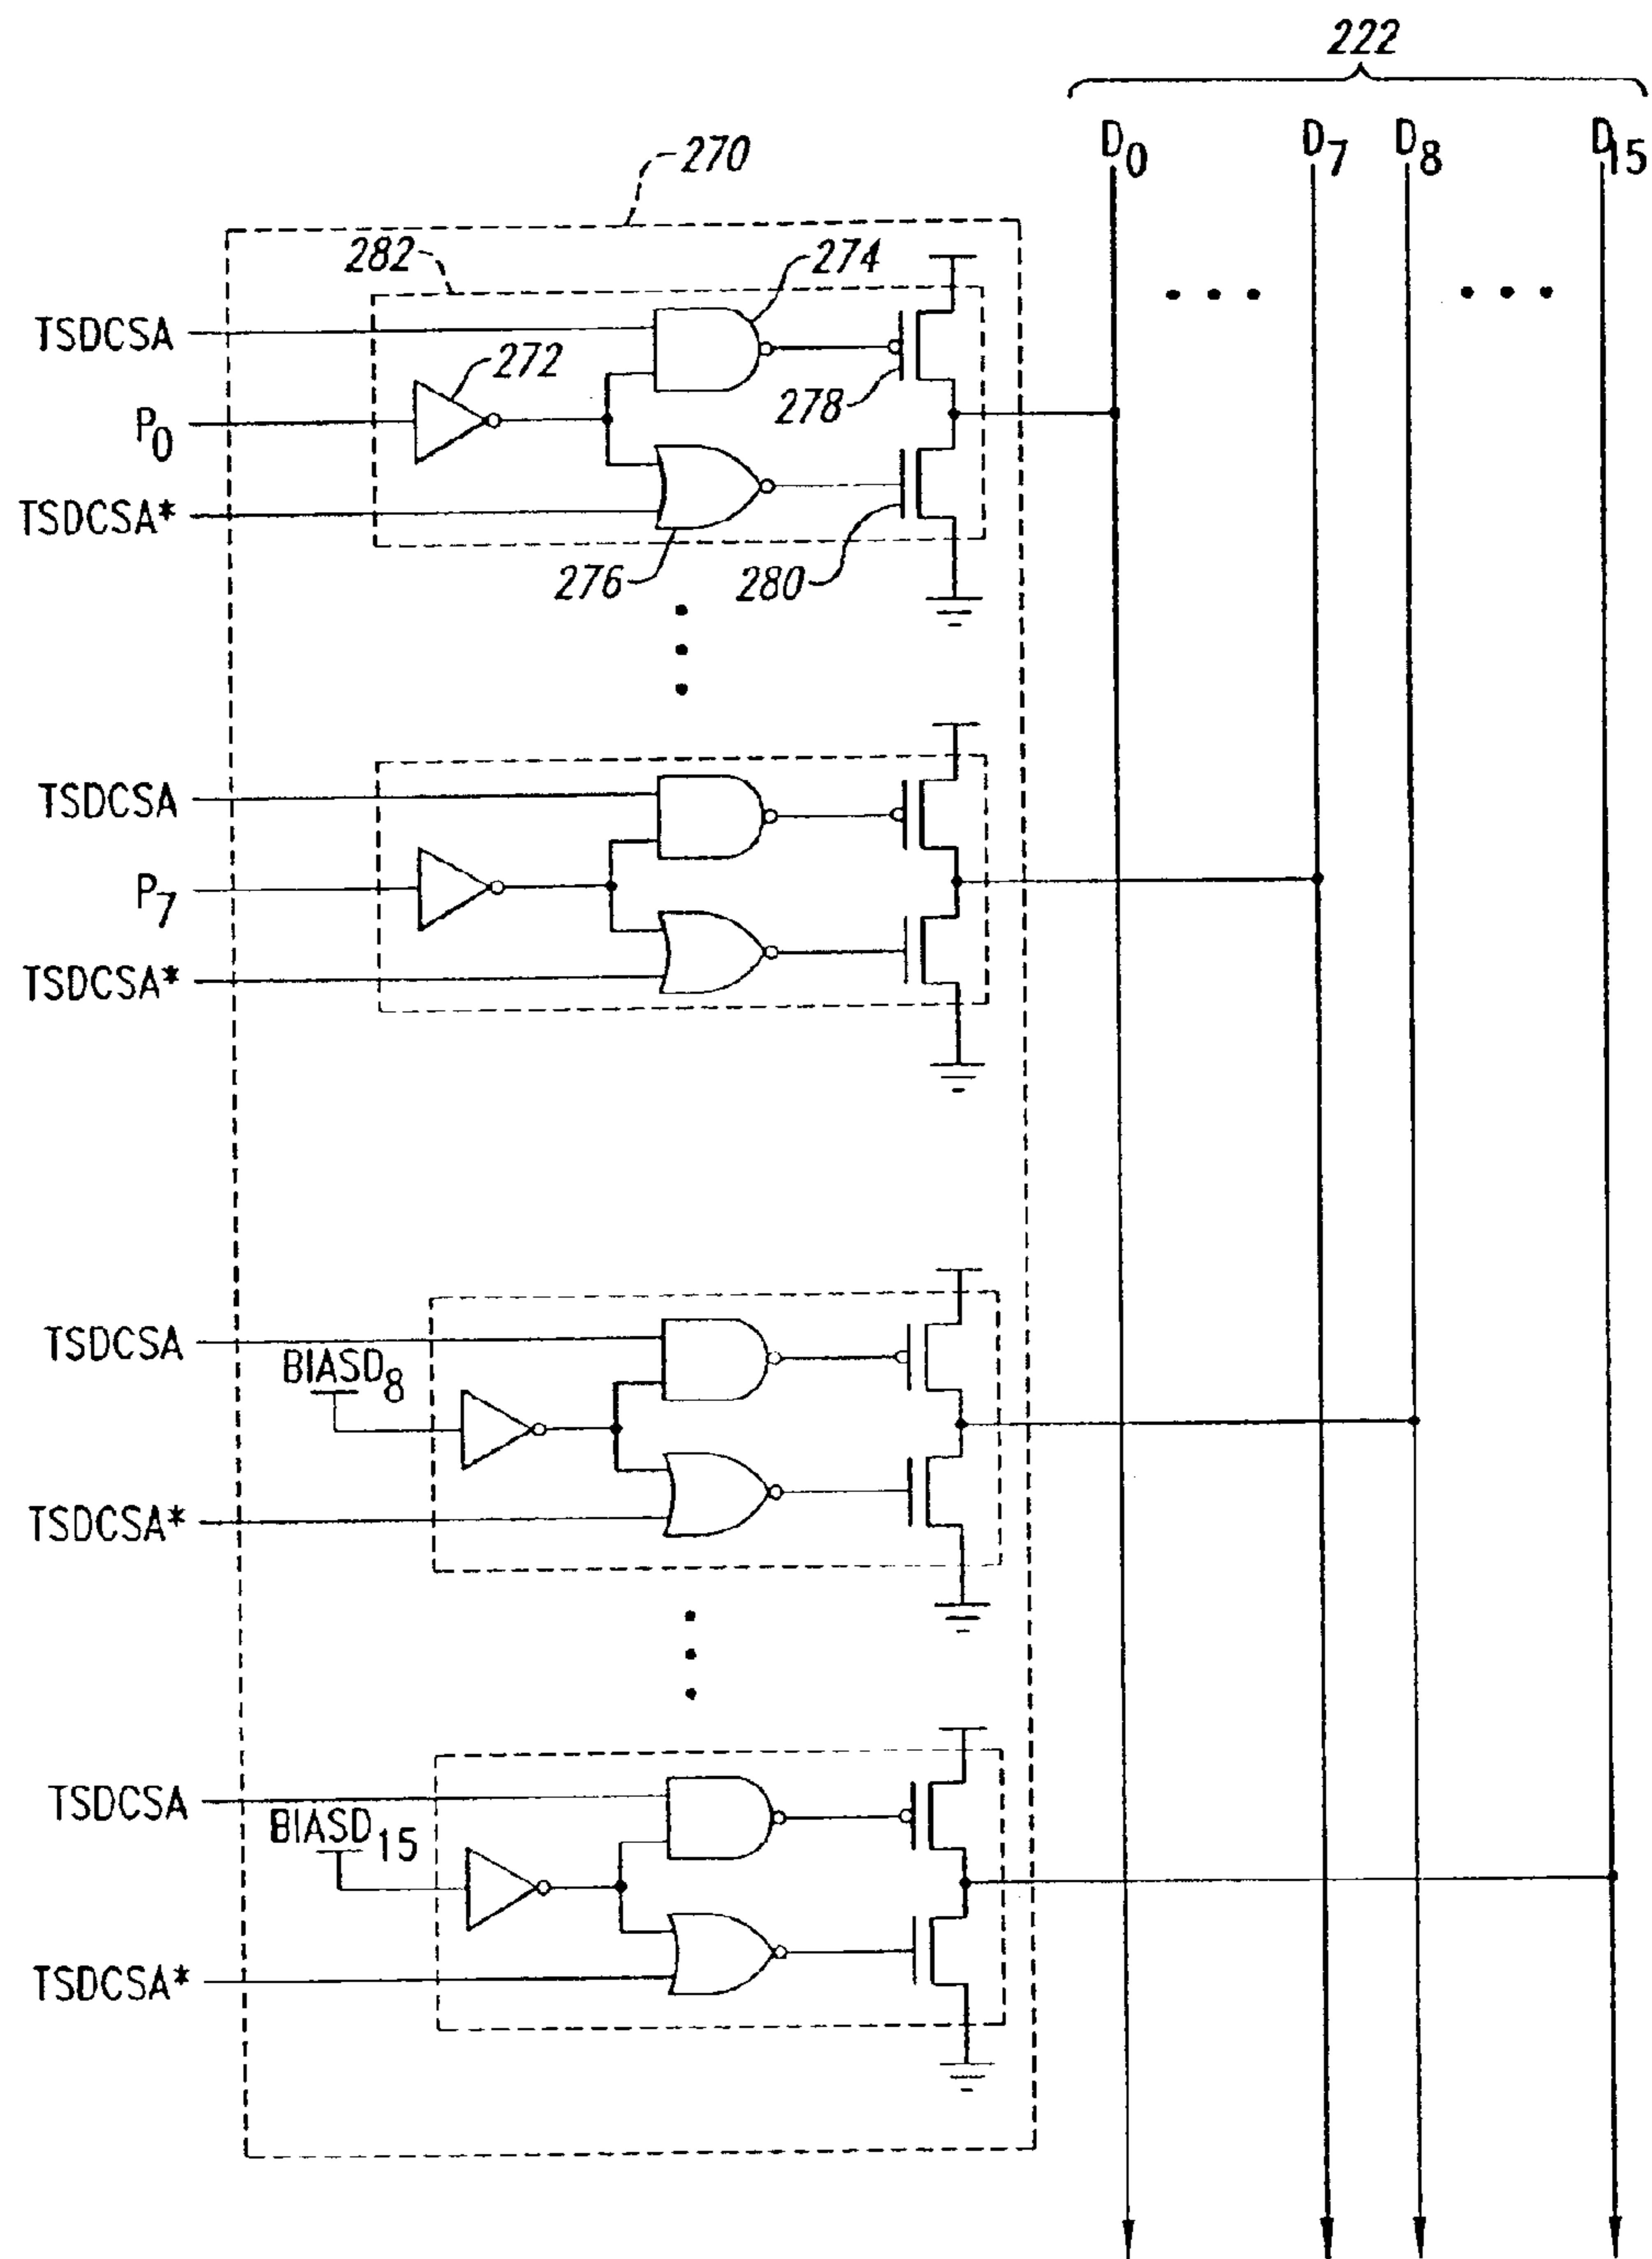 222
D0 D7 D8 D15
270
282
274
TSDCSA
272
P0
278
TSDCSA*
276
280
TSDCSA
P7
TSDCSA*
TSDCSA
BIASD8
TSDCSA*
TSDCSA
BIASD15
TSDCSA*